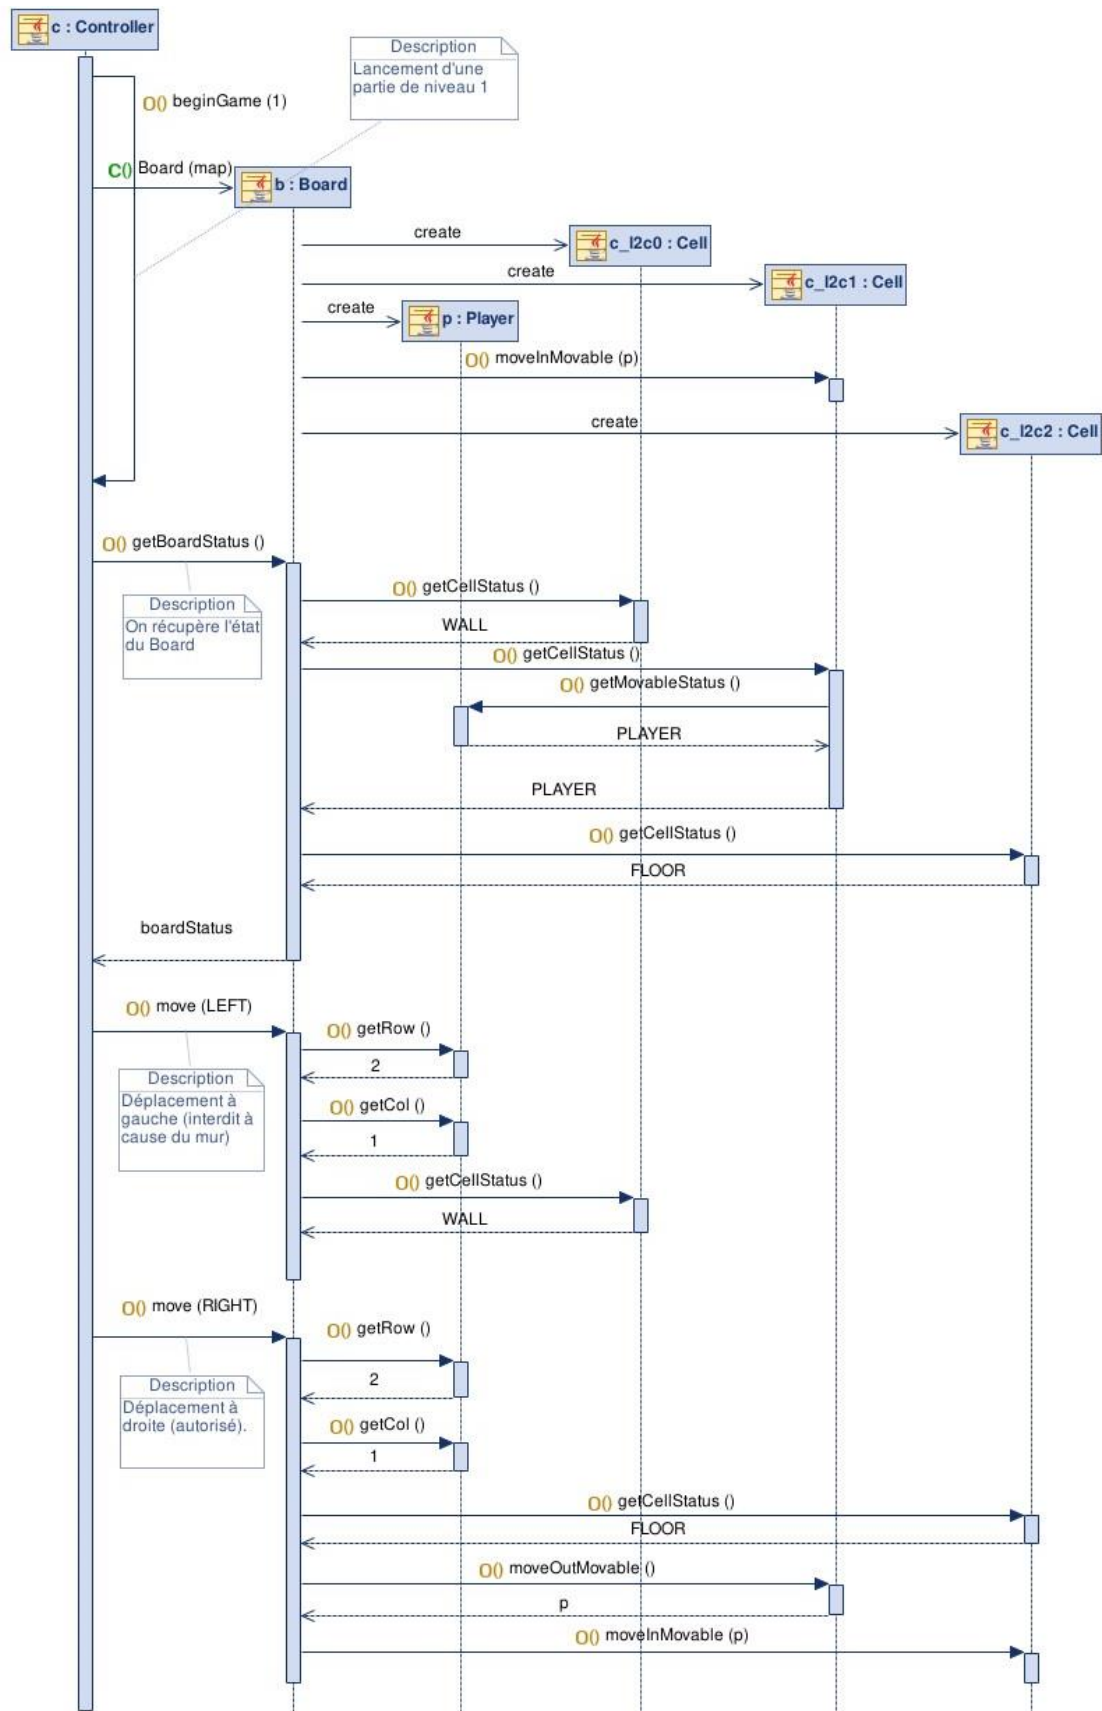 c : Controller
Description
Lancement d'une
partie de niveau 1
O() beginGame (1)
C() Board (map)
b : Board
create
c_l2c0 : Cell
create
c_l2c1 : Cell
create
p : Player
O() moveInMovable (p)
create
c_l2c2 : Cell
O() getBoardStatus ()
Description
On récupère l'état
du Board
O() getCellStatus ()
WALL
O() getCellStatus ()
O() getMovableStatus ()
PLAYER
PLAYER
O() getCellStatus ()
FLOOR
boardStatus
O() move (LEFT)
Description
Déplacement à
gauche (interdit à
cause du mur)
O() getRow ()
2
O() getCol ()
1
O() getCellStatus ()
WALL
O() move (RIGHT)
Description
Déplacement à
droite (autorisé).
O() getRow ()
2
O() getCol ()
1
O() getCellStatus ()
FLOOR
O() moveOutMovable ()
p
O() moveInMovable (p)